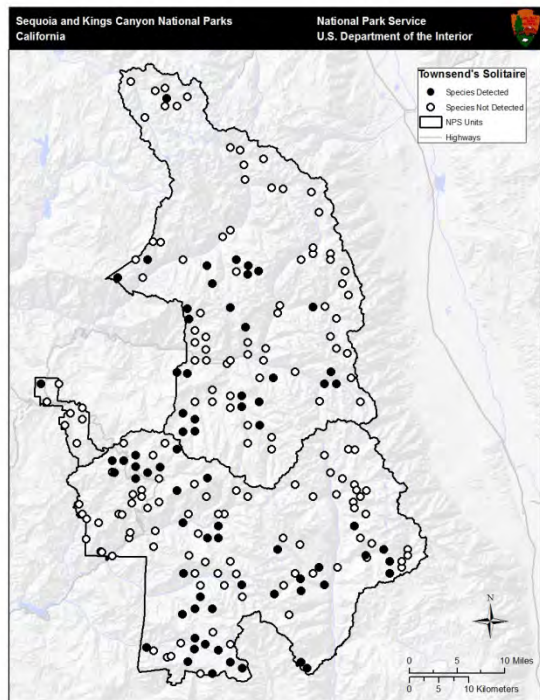 Sequoia and Kings Canyon National Parks
California
National Park Service
U.S. Department of the Interior
Townsend's Solitaire
Species Detected
Species Not Detected
NPS Units
Highways
N
0 5 10 Miles
0 5 10 Kilometers